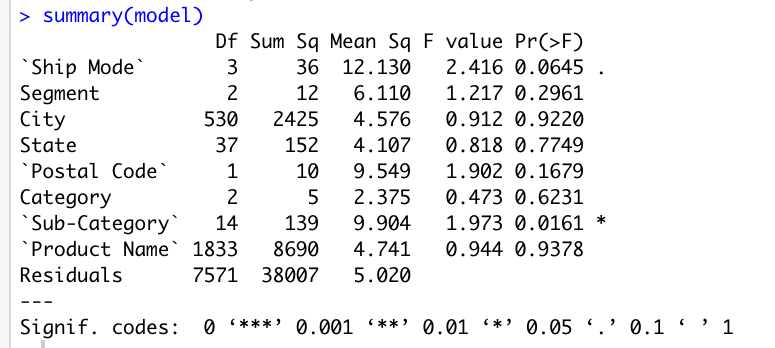 > summary(model)
Df Sum Sq Mean Sq F value Pr(>F)
`Ship Mode` 3 36 12.130 2.416 0.0645 .
Segment 2 12 6.110 1.217 0.2961
City 530 2425 4.576 0.912 0.9220
State 37 152 4.107 0.818 0.7749
`Postal Code` 1 10 9.549 1.902 0.1679
Category 2 5 2.375 0.473 0.6231
`Sub-Category` 14 139 9.904 1.973 0.0161 *
`Product Name` 1833 8690 4.741 0.944 0.9378
Residuals 7571 38007 5.020
---
Signif. codes: 0 ‘***’ 0.001 ‘**’ 0.01 ‘*’ 0.05 ‘.’ 0.1 ‘ ’ 1